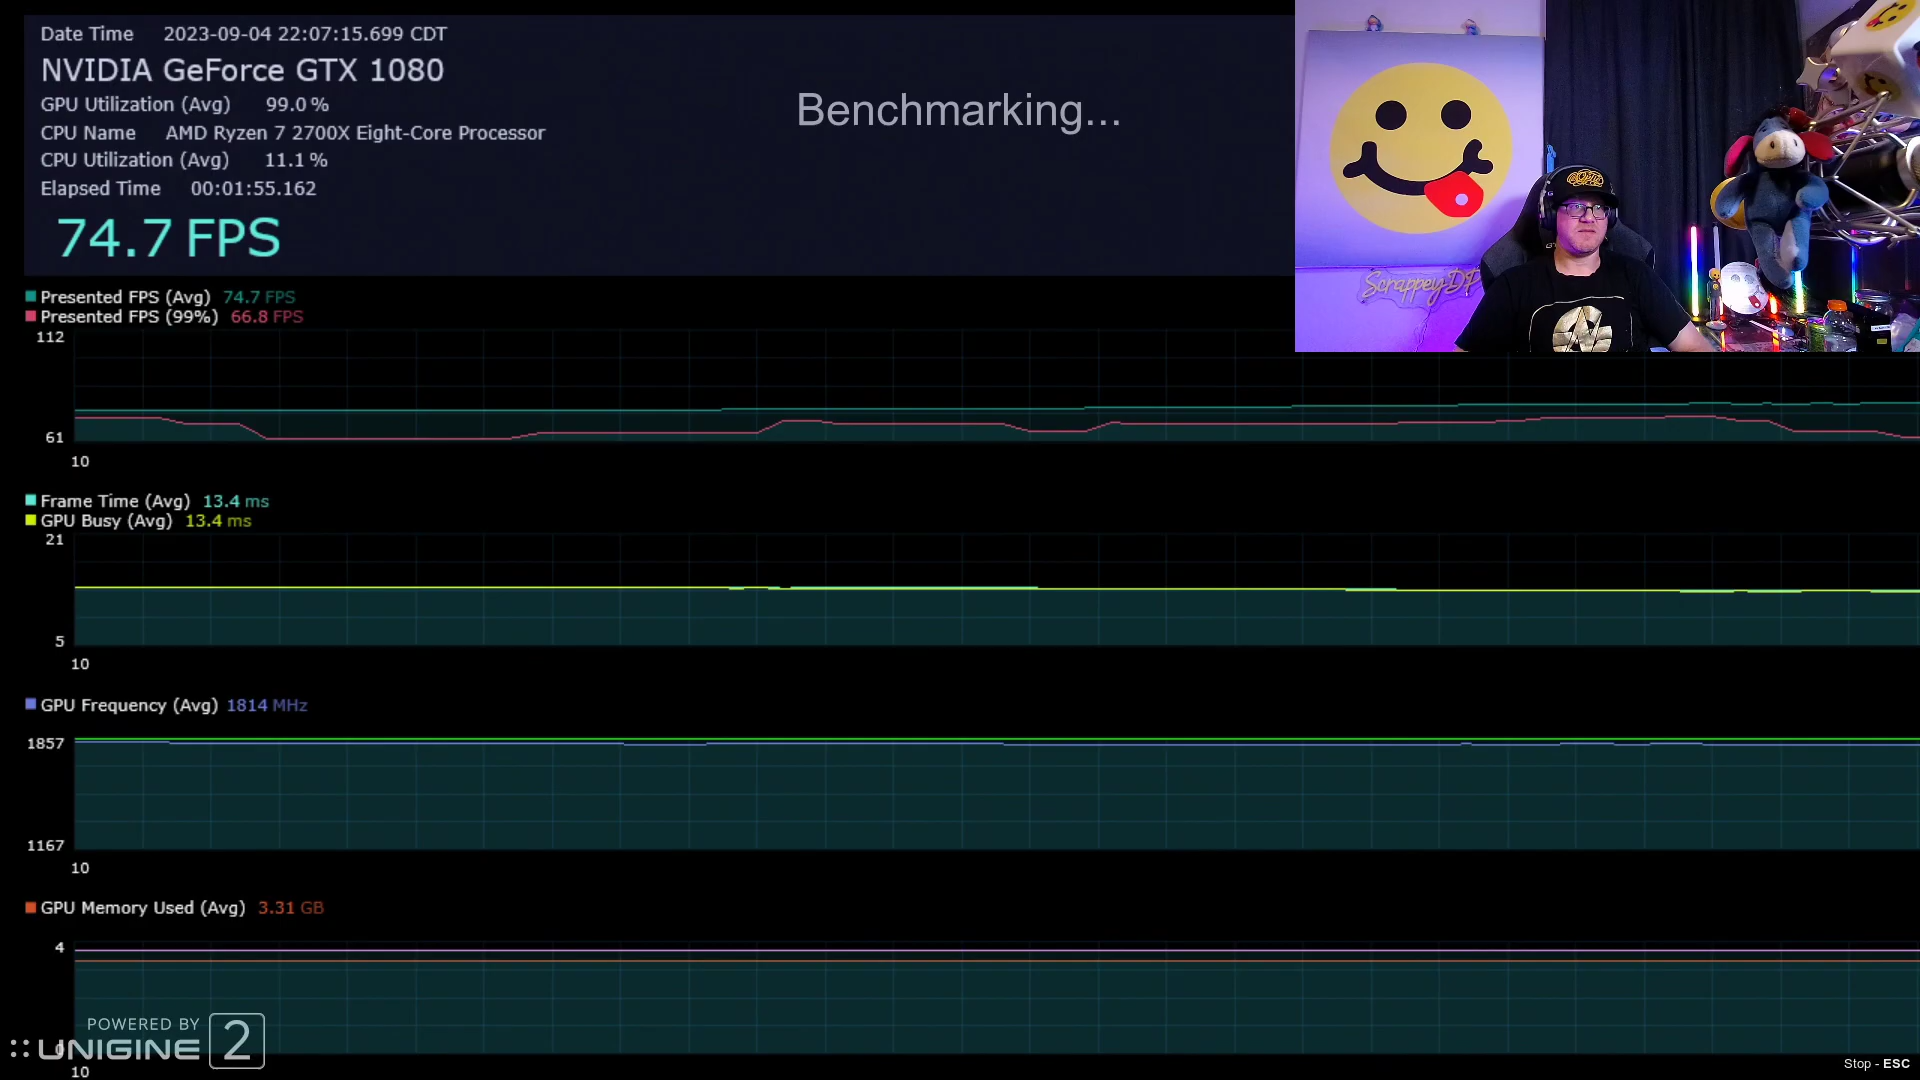 Date Time 2023-09-04 22:07:15.699 CDT
NVIDIA GeForce GTX 1080
GPU Utilization (Avg) 99.0 %
CPU Name AMD Ryzen 7 2700X Eight-Core Processor
CPU Utilization (Avg) 11.1 %
Elapsed Time 00:01:55.162
74.7 FPS
Benchmarking...
ScrappeyDP
Presented FPS (Avg) 74.7 FPS
Presented FPS (99%) 66.8 FPS
112
61
10
Frame Time (Avg) 13.4 ms
GPU Busy (Avg) 13.4 ms
21
5
10
GPU Frequency (Avg) 1814 MHz
1857
1167
10
GPU Memory Used (Avg) 3.31 GB
4
0
10
POWERED BY
UNIGINE 2
Stop - ESC